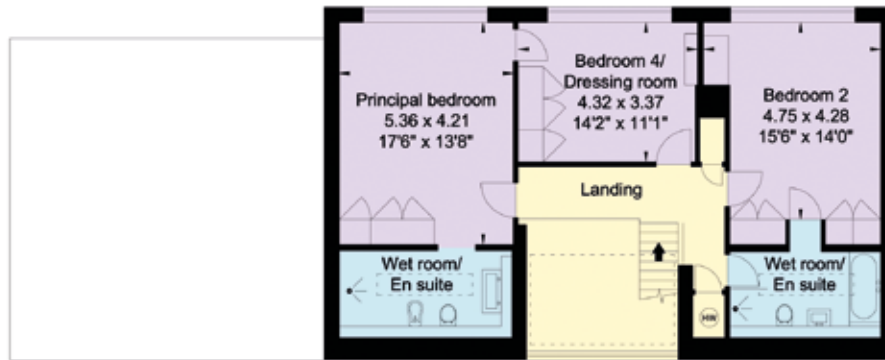 Principal bedroom
5.36 x 4.21
17'6" x 13'8"
Bedroom 4/
Dressing room
4.32 x 3.37
14'2" x 11'1"
Bedroom 2
4.75 x 4.28
15'6" x 14'0"
Landing
Wet room/
En suite
HW
Wet room/
En suite